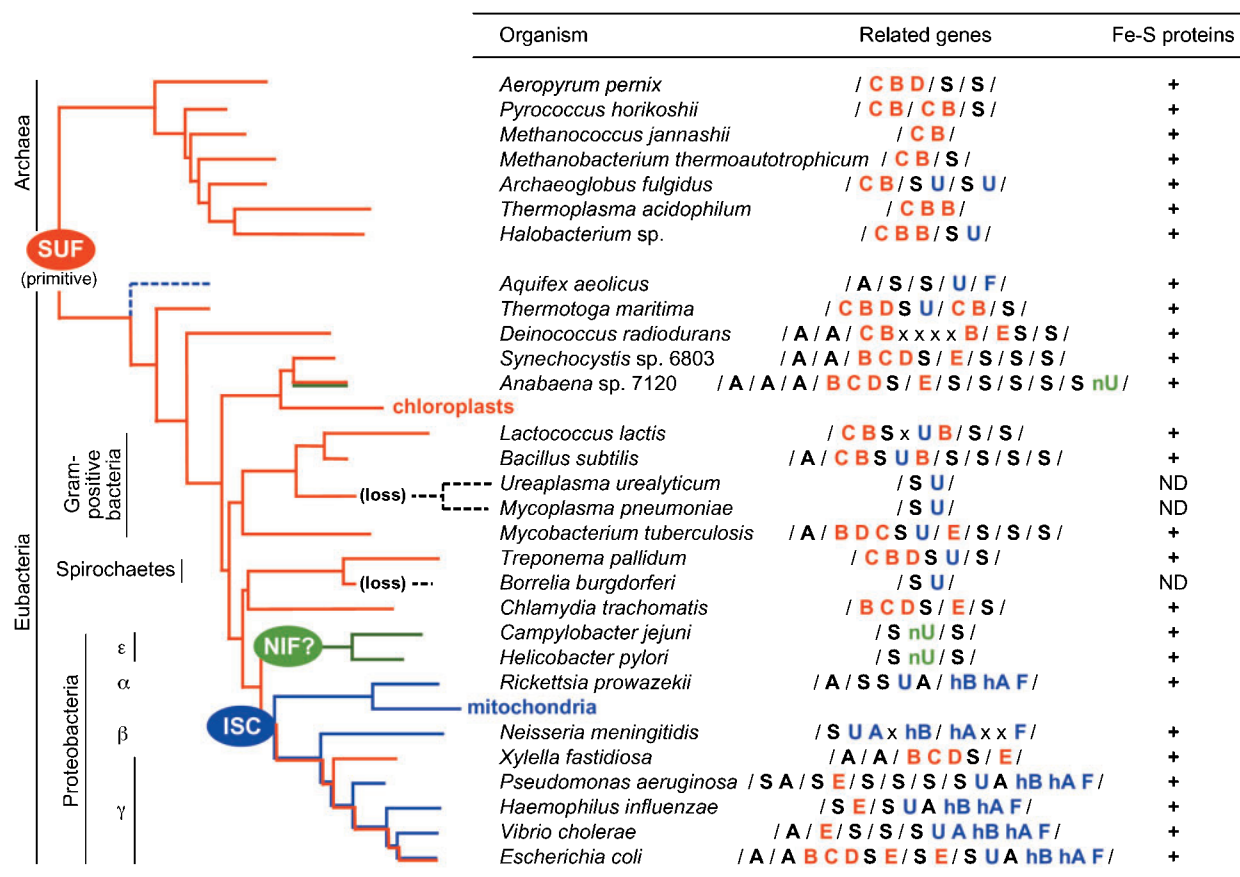 Organism Related genes Fe-S proteins
Archaea
Aeropyrum pernix / C B D / S / S / +
Pyrococcus horikoshii / C B / C B / S / +
Methanococcus jannashii / C B / +
Methanobacterium thermoautotrophicum / C B / S / +
Archaeoglobus fulgidus / C B / S U / S U / +
Thermoplasma acidophilum / C B B / +
Halobacterium sp. / C B B / S U / +
SUF
(primitive)
Eubacteria
Aquifex aeolicus / A / S / S / U / F / +
Thermotoga maritima / C B D S U / C B / S / +
Deinococcus radiodurans / A / A / C B x x x x B / E S / S / +
Synechocystis sp. 6803 / A / A / B C D S / E / S / S / S / +
Anabaena sp. 7120 / A / A / A / B C D S / E / S / S / S / S / S / S nU / +
chloroplasts
Gram-
positive
bacteria
Lactococcus lactis / C B S x U B / S / S / +
Bacillus subtilis / A / C B S U B / S / S / S / S / +
(loss)
Ureaplasma urealyticum / S U / ND
Mycoplasma pneumoniae / S U / ND
Mycobacterium tuberculosis / A / B D C S U / E / S / S / S / +
Spirochaetes
Treponema pallidum / C B D S U / S / +
(loss) Borrelia burgdorferi / S U / ND
Chlamydia trachomatis / B C D S / E / S / +
Proteobacteria
ε
NIF?
Campylobacter jejuni / S nU / S / +
Helicobacter pylori / S nU / S / +
α Rickettsia prowazekii / A / S S U A / hB hA F / +
mitochondria
ISC
β Neisseria meningitidis / S U A x hB / hA x x F / +
γ
Xylella fastidiosa / A / A / B C D S / E / +
Pseudomonas aeruginosa / S A / S E / S / S / S / S U A hB hA F / +
Haemophilus influenzae / S E / S U A hB hA F / +
Vibrio cholerae / A / E / S / S / S U A hB hA F / +
Escherichia coli / A / A B C D S E / S E / S U A hB hA F / +